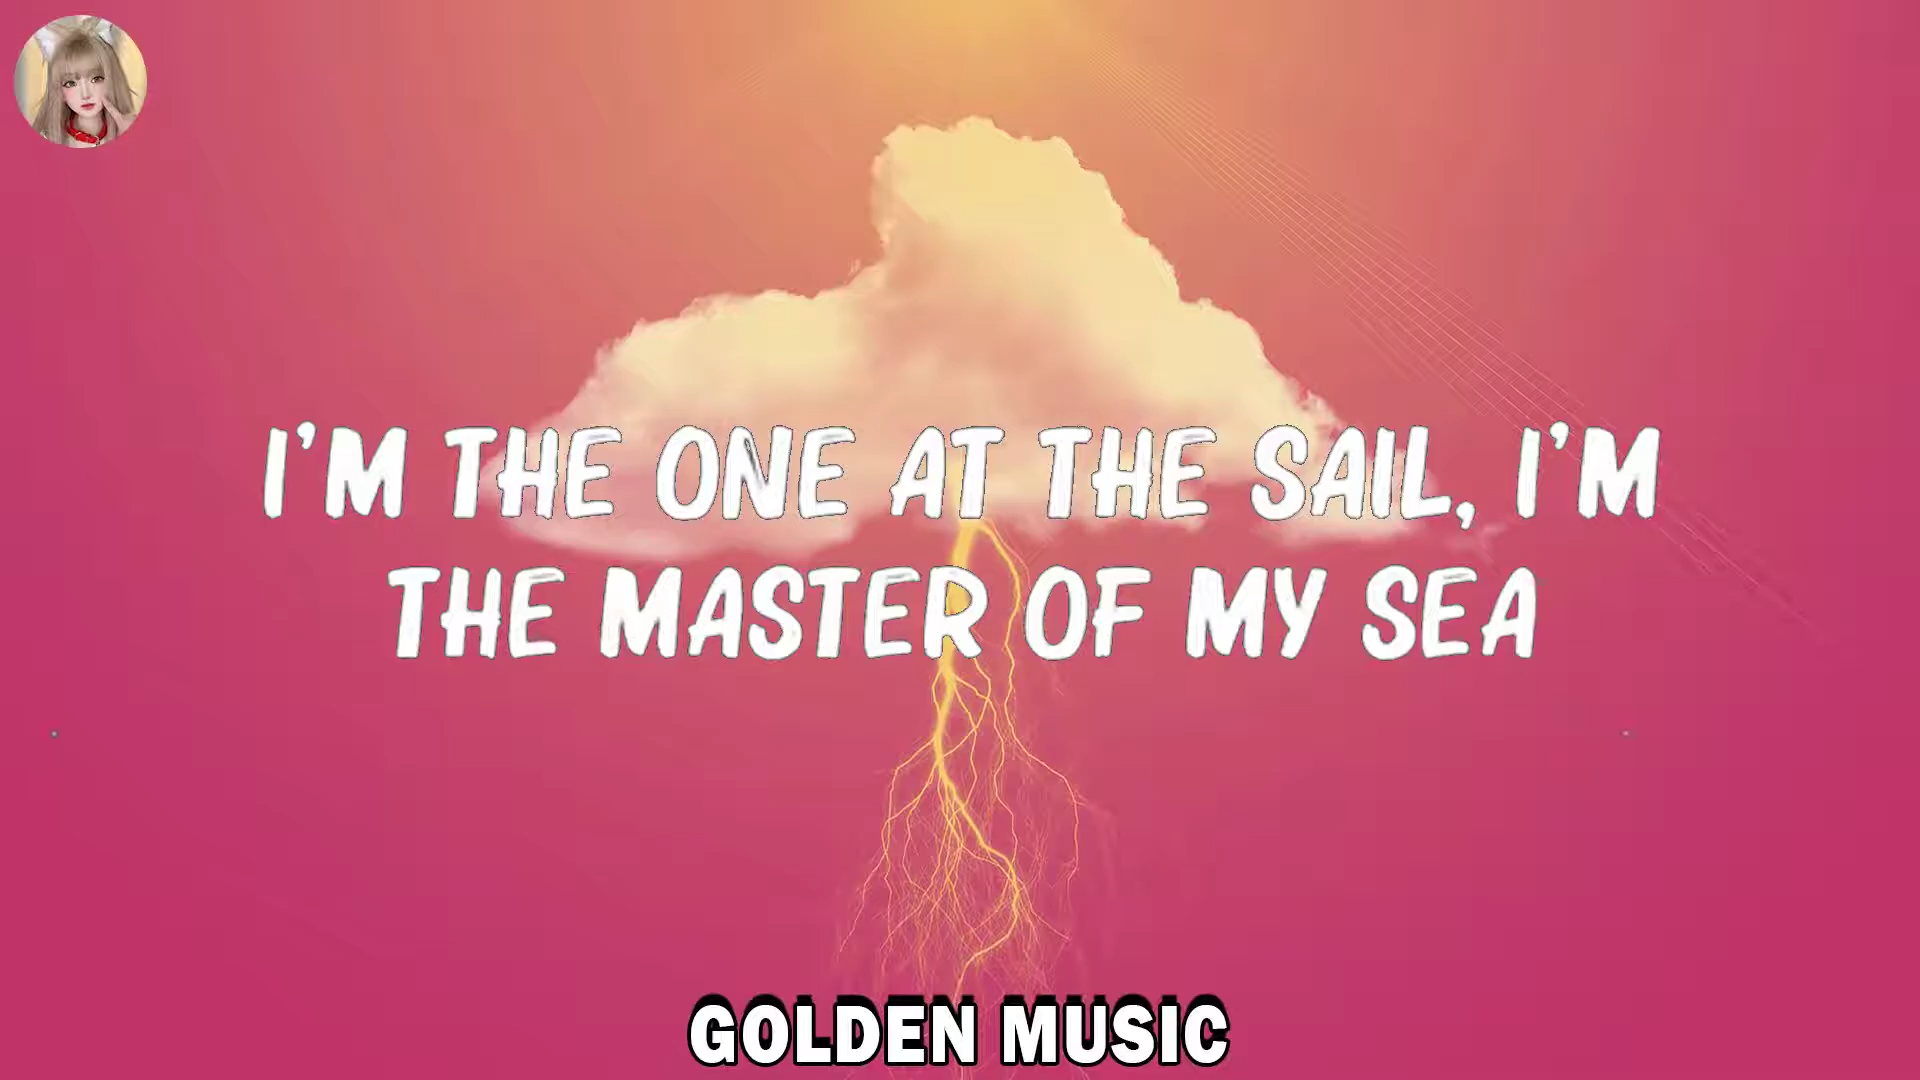 I'M THE ONE AT THE SAIL, I'M
THE MASTER OF MY SEA
GOLDEN MUSIC